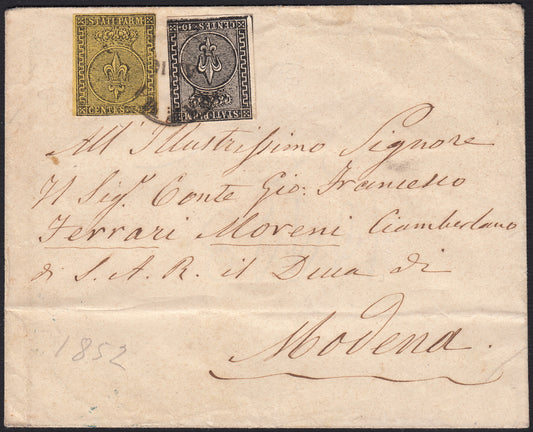 STATI PARM
CENTES. 5
CENTES. 10
STATI PARM
All' Illustrissimo Signore
Il Sigr. Conte Gio: Francesco
Ferrari Moreni Ciamberlano
di S. A. R. il Duca di
Modena.
1852